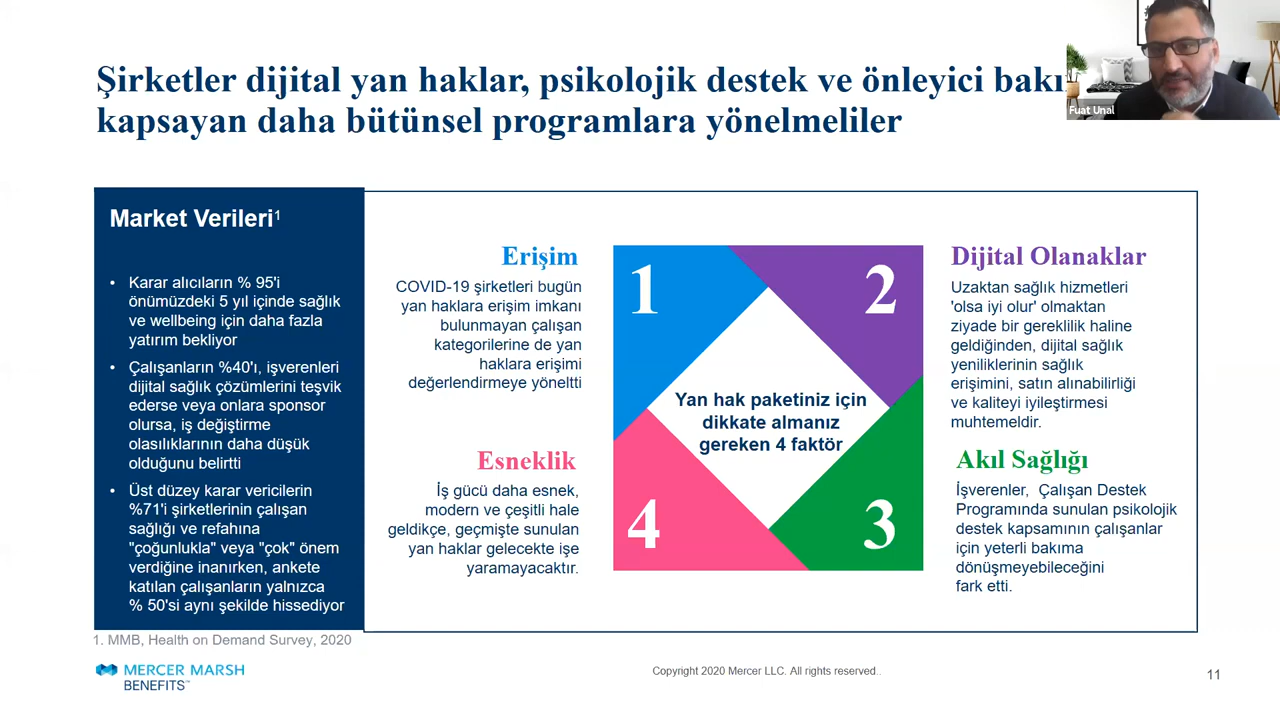 Şirketler dijital yan haklar, psikolojik destek ve önleyici
kapsayan daha bütünsel programlara yönelmeliler
Fuat Unal
Market Verileri1
• Karar alıcıların % 95'i
önümüzdeki 5 yıl içinde sağlık
ve wellbeing için daha fazla
yatırım bekliyor
• Çalışanların %40'ı, işverenleri
dijital sağlık çözümlerini teşvik
ederse veya onlara sponsor
olursa, iş değiştirme
olasılıklarının daha düşük
olduğunu belirtti
• Üst düzey karar vericilerin
%71'i şirketlerinin çalışan
sağlığı ve refahına
"çoğunlukla" veya "çok" önem
verdiğine inanırken, ankete
katılan çalışanların yalnızca
% 50'si aynı şekilde hissediyor
Erişim
COVID-19 şirketleri bugün
yan haklara erişim imkanı
bulunmayan çalışan
kategorilerine de yan
haklara erişimi
değerlendirmeye yöneltti
1
2
Dijital Olanaklar
Uzaktan sağlık hizmetleri
'olsa iyi olur' olmaktan
ziyade bir gereklilik haline
geldiğinden, dijital sağlık
yeniliklerinin sağlık
erişimini, satın alınabilirliği
ve kaliteyi iyileştirmesi
muhtemeldir.
Yan hak paketiniz için
dikkate almanız
gereken 4 faktör
Esneklik
İş gücü daha esnek,
modern ve çeşitli hale
geldikçe, geçmişte sunulan
yan haklar gelecekte işe
yaramayacaktır.
4
3
Akıl Sağlığı
İşverenler, Çalışan Destek
Programında sunulan psikolojik
destek kapsamının çalışanlar
için yeterli bakıma
dönüşmeyebileceğini
fark etti.
1. MMB, Health on Demand Survey, 2020
MERCER MARSH
BENEFITS™
Copyright 2020 Mercer LLC. All rights reserved..
11